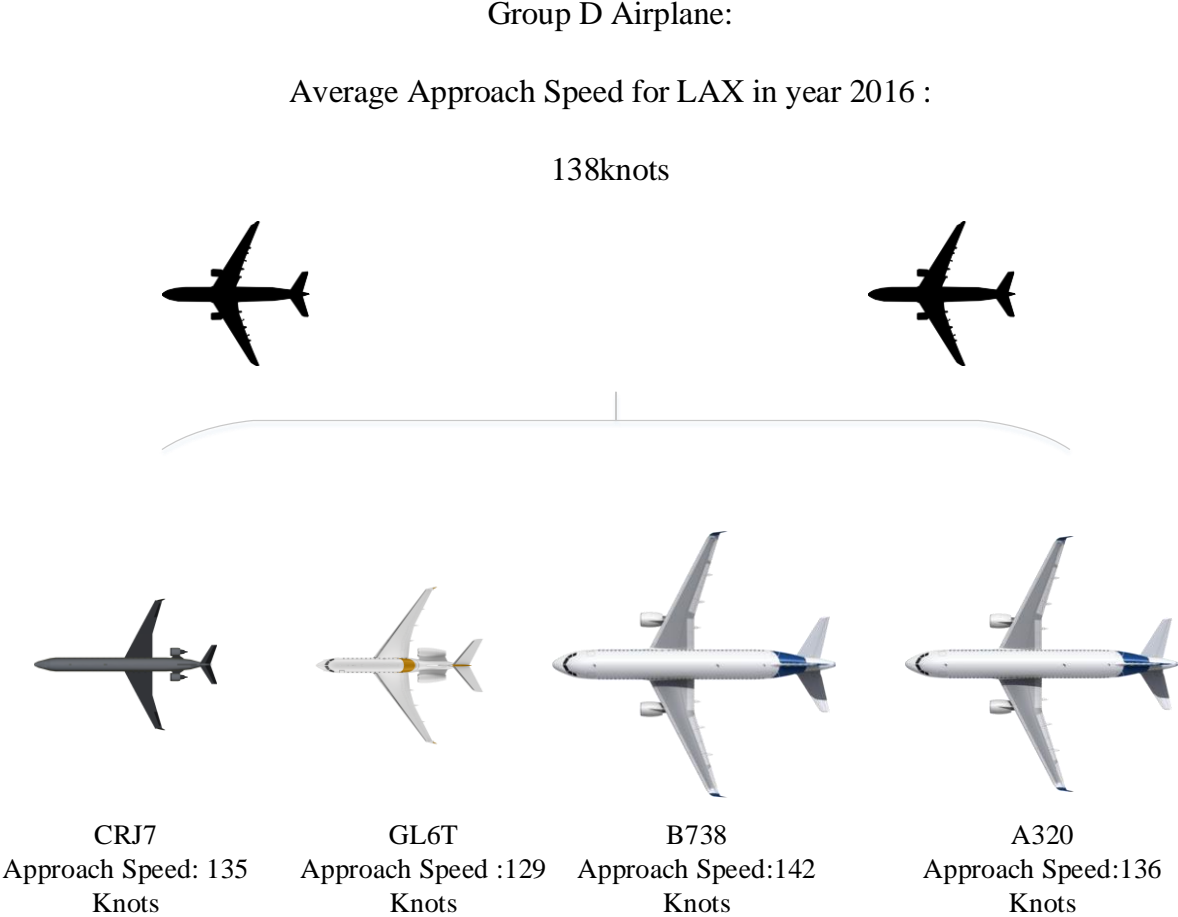 Group D Airplane:
Average Approach Speed for LAX in year 2016 :
138knots
CRJ7
Approach Speed: 135
Knots
GL6T
Approach Speed :129
Knots
B738
Approach Speed:142
Knots
A320
Approach Speed:136
Knots